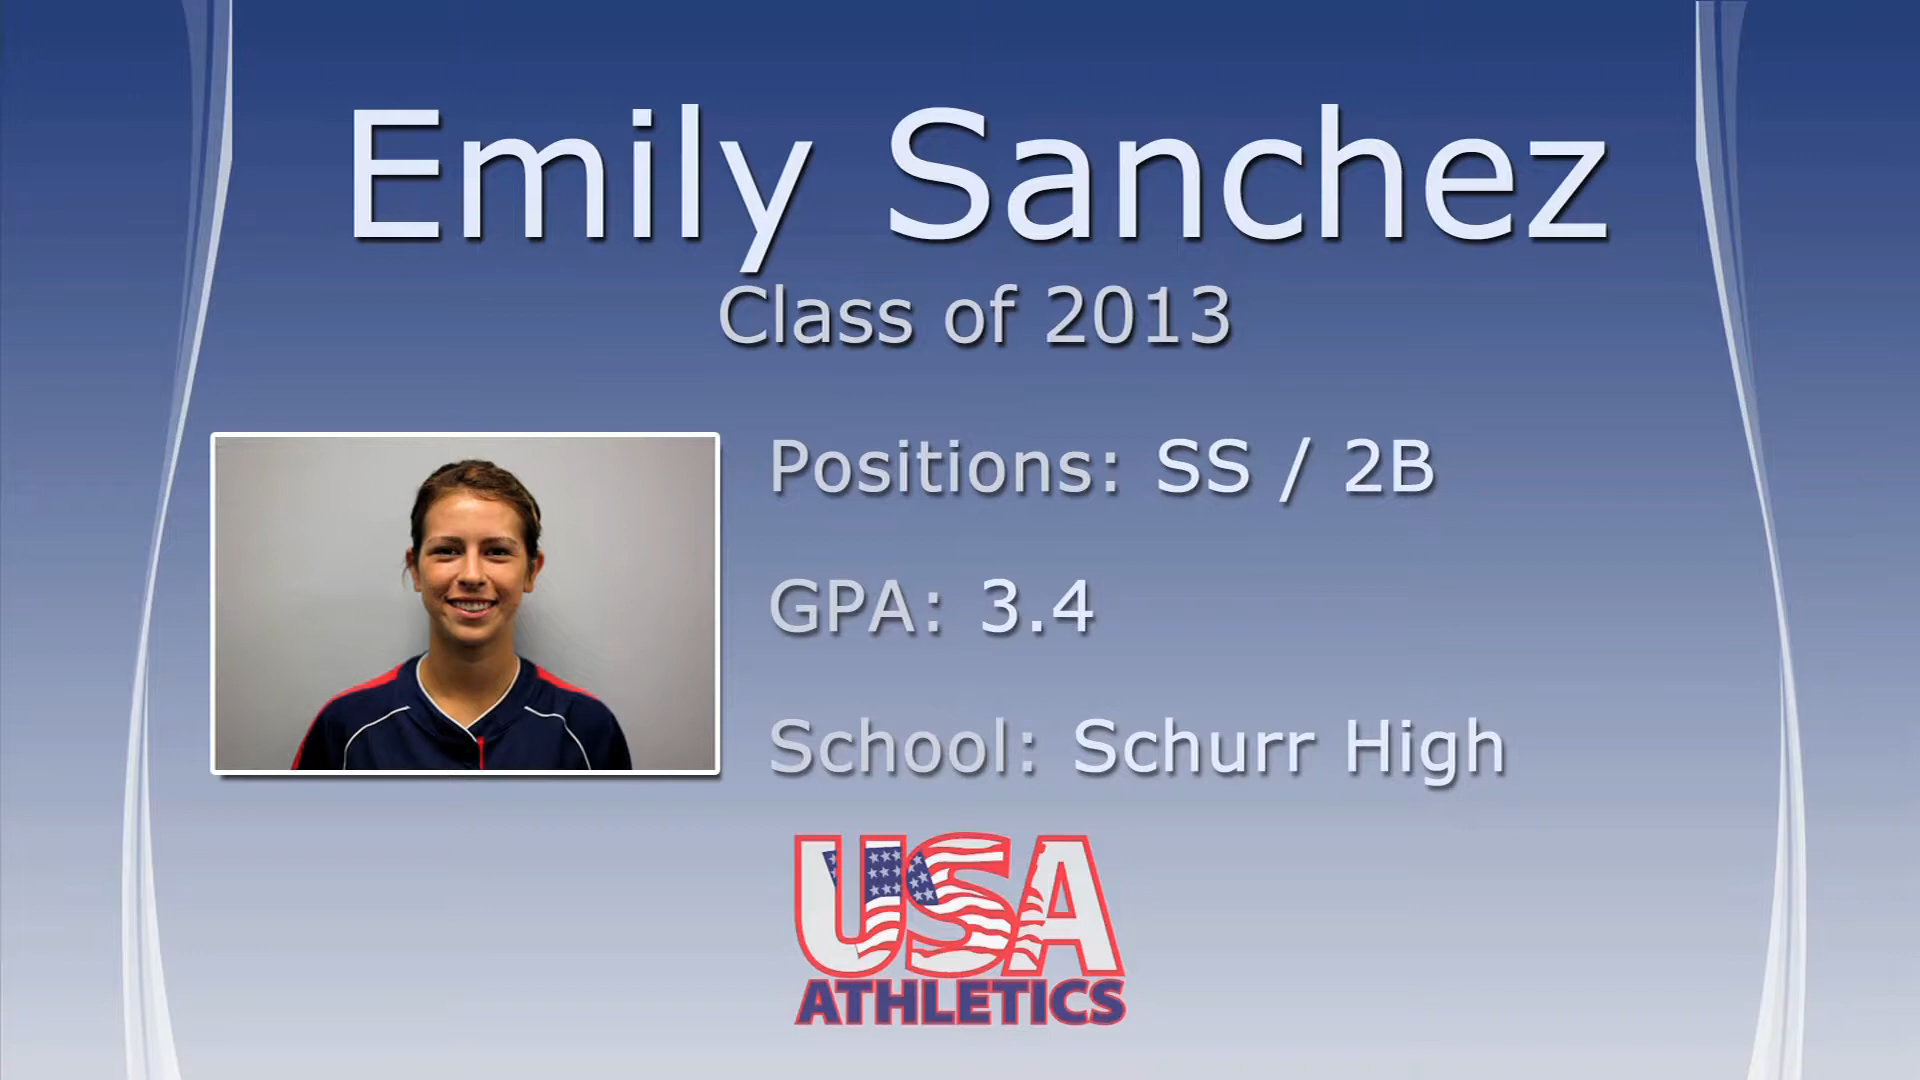 Emily Sanchez
Class of 2013
Positions: SS / 2B
GPA: 3.4
School: Schurr High
USA
ATHLETICS